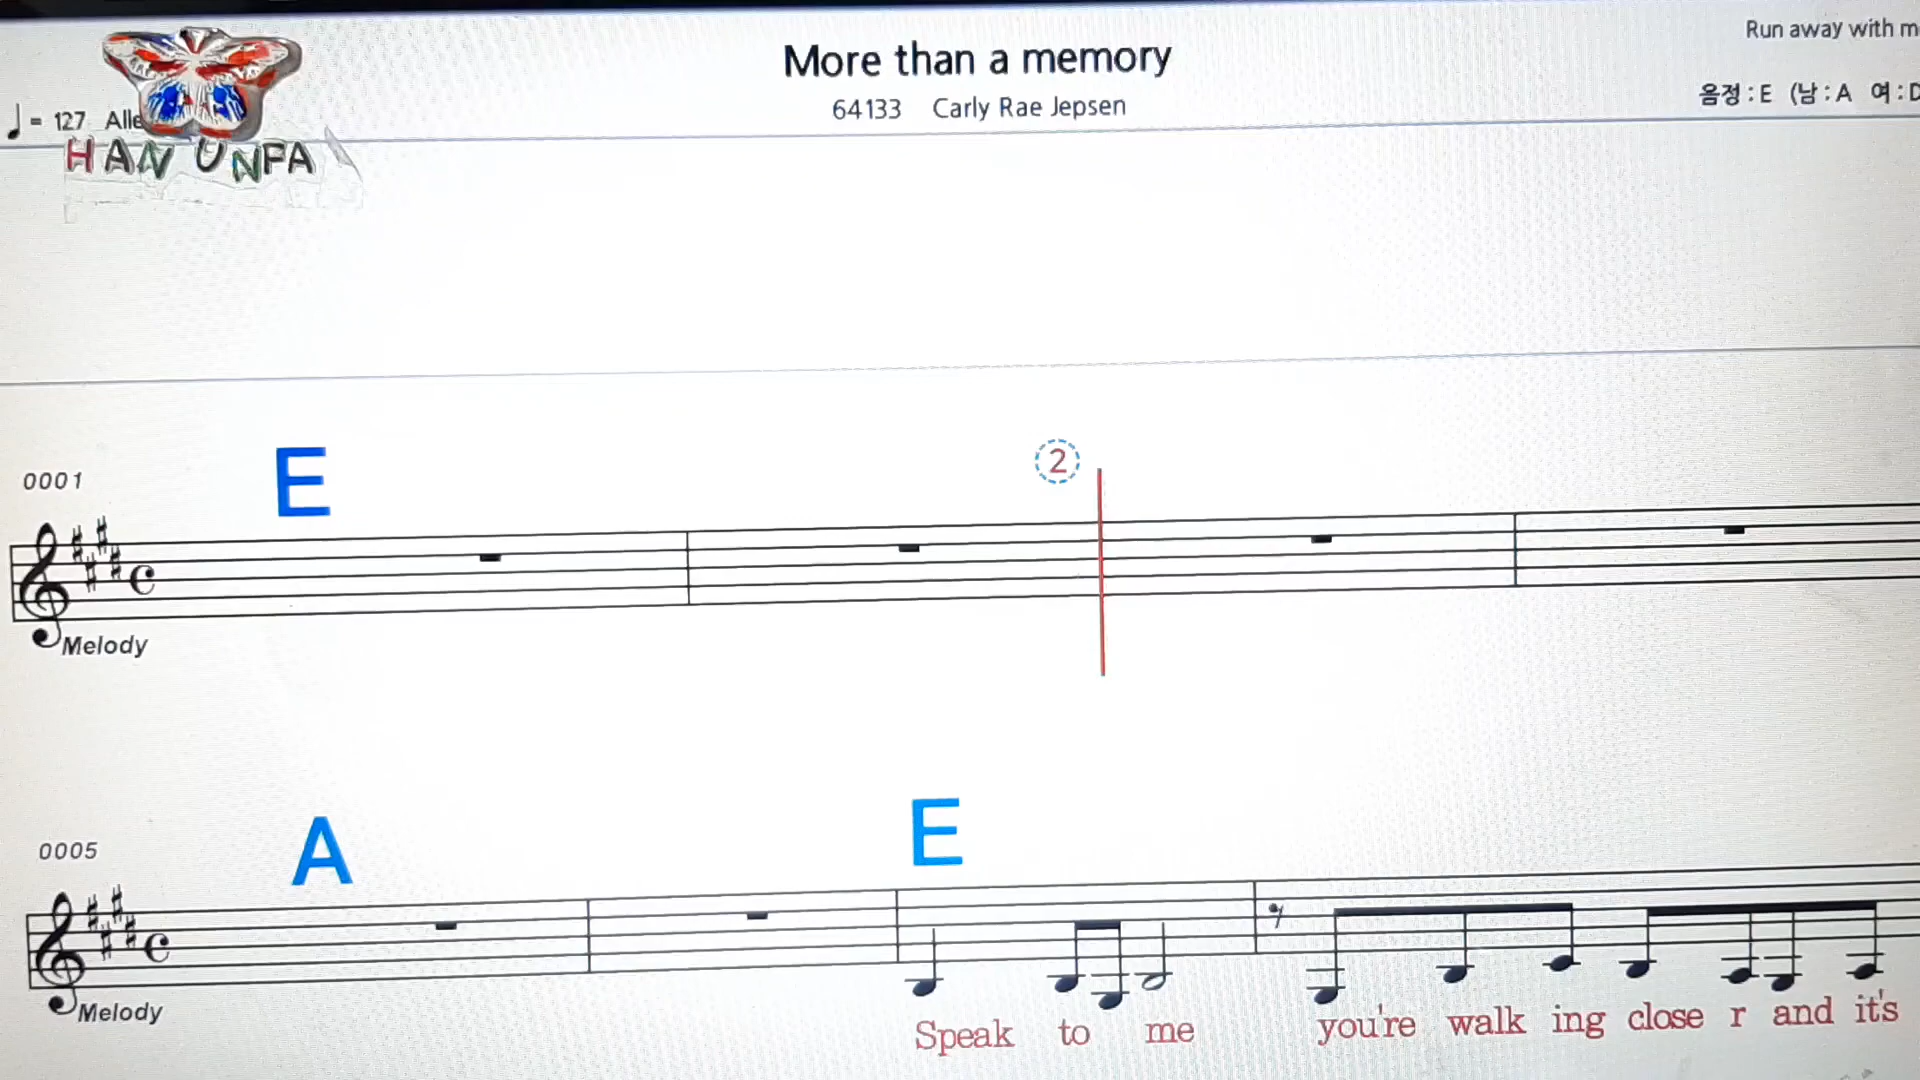 Run away with m
More than a memory
64133 Carly Rae Jepsen
음정 : E (남 : A 여 : D
♩ = 127 Alle
HAN UNPA
0001
E
2
Melody
0005
A
E
Melody
Speak to me you're walk ing close r and it's